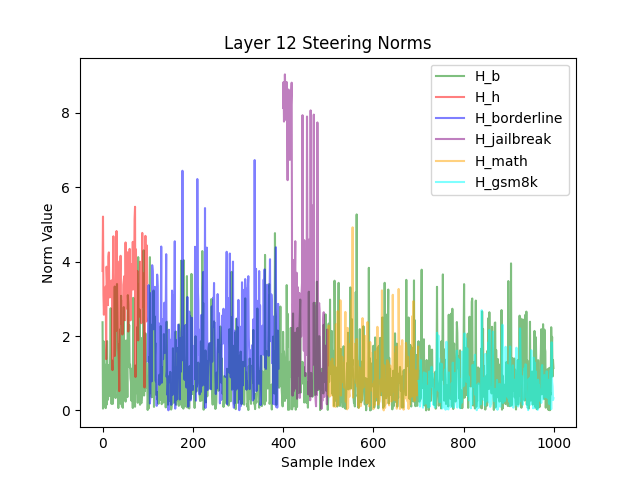 Layer 12 Steering Norms
H_b
H_h
H_borderline
H_jailbreak
H_math
H_gsm8k
Norm Value
8
6
4
2
0
0 200 400 600 800 1000
Sample Index